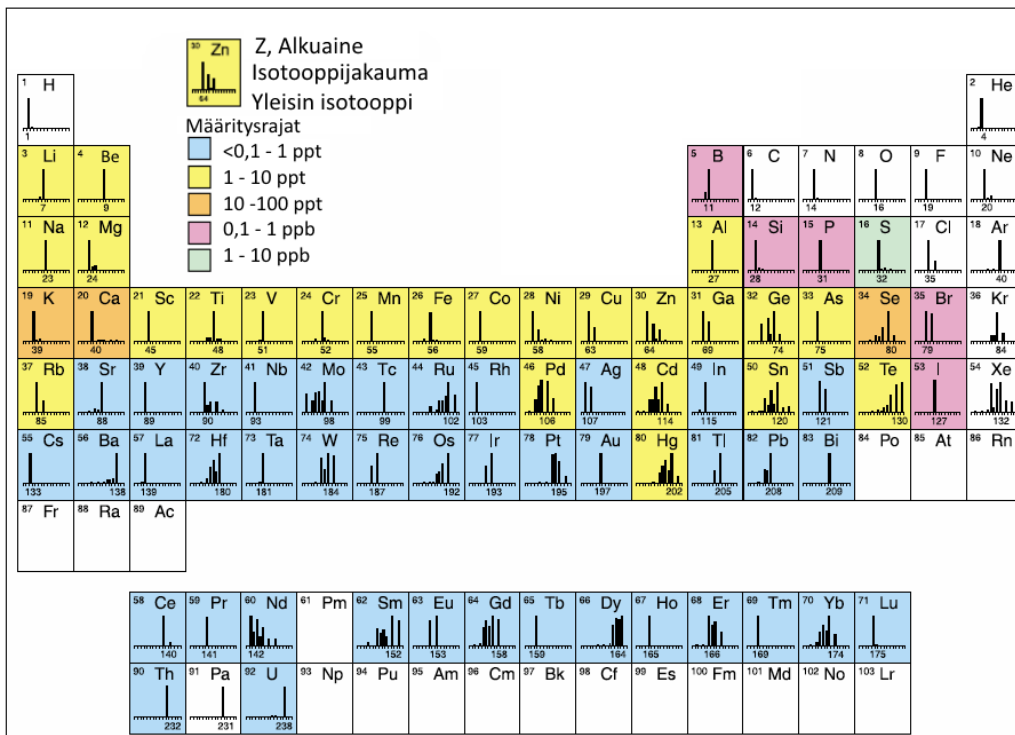 30 Zn
64
Z, Alkuaine
Isotooppijakauma
Yleisin isotooppi
Määritysrajat
<0,1 - 1 ppt
1 - 10 ppt
10 -100 ppt
0,1 - 1 ppb
1 - 10 ppb
1 H 2 He
1 4
3 Li 4 Be 5 B 6 C 7 N 8 O 9 F 10 Ne
7 9 11 12 14 16 19 20
11 Na 12 Mg 13 Al 14 Si 15 P 16 S 17 Cl 18 Ar
23 24 27 28 31 32 35 40
19 K 20 Ca 21 Sc 22 Ti 23 V 24 Cr 25 Mn 26 Fe 27 Co 28 Ni 29 Cu 30 Zn 31 Ga 32 Ge 33 As 34 Se 35 Br 36 Kr
39 40 45 48 51 52 55 56 59 58 63 64 69 74 75 80 79 84
37 Rb 38 Sr 39 Y 40 Zr 41 Nb 42 Mo 43 Tc 44 Ru 45 Rh 46 Pd 47 Ag 48 Cd 49 In 50 Sn 51 Sb 52 Te 53 I 54 Xe
85 88 89 90 93 98 99 102 103 106 107 114 115 120 121 130 127 132
55 Cs 56 Ba 57 La 72 Hf 73 Ta 74 W 75 Re 76 Os 77 Ir 78 Pt 79 Au 80 Hg 81 Tl 82 Pb 83 Bi 84 Po 85 At 86 Rn
133 138 139 180 181 184 187 192 193 195 197 202 205 208 209
87 Fr 88 Ra 89 Ac
58 Ce 59 Pr 60 Nd 61 Pm 62 Sm 63 Eu 64 Gd 65 Tb 66 Dy 67 Ho 68 Er 69 Tm 70 Yb 71 Lu
140 141 142 152 153 158 159 164 165 166 169 174 175
90 Th 91 Pa 92 U 93 Np 94 Pu 95 Am 96 Cm 97 Bk 98 Cf 99 Es 100 Fm 101 Md 102 No 103 Lr
232 231 238